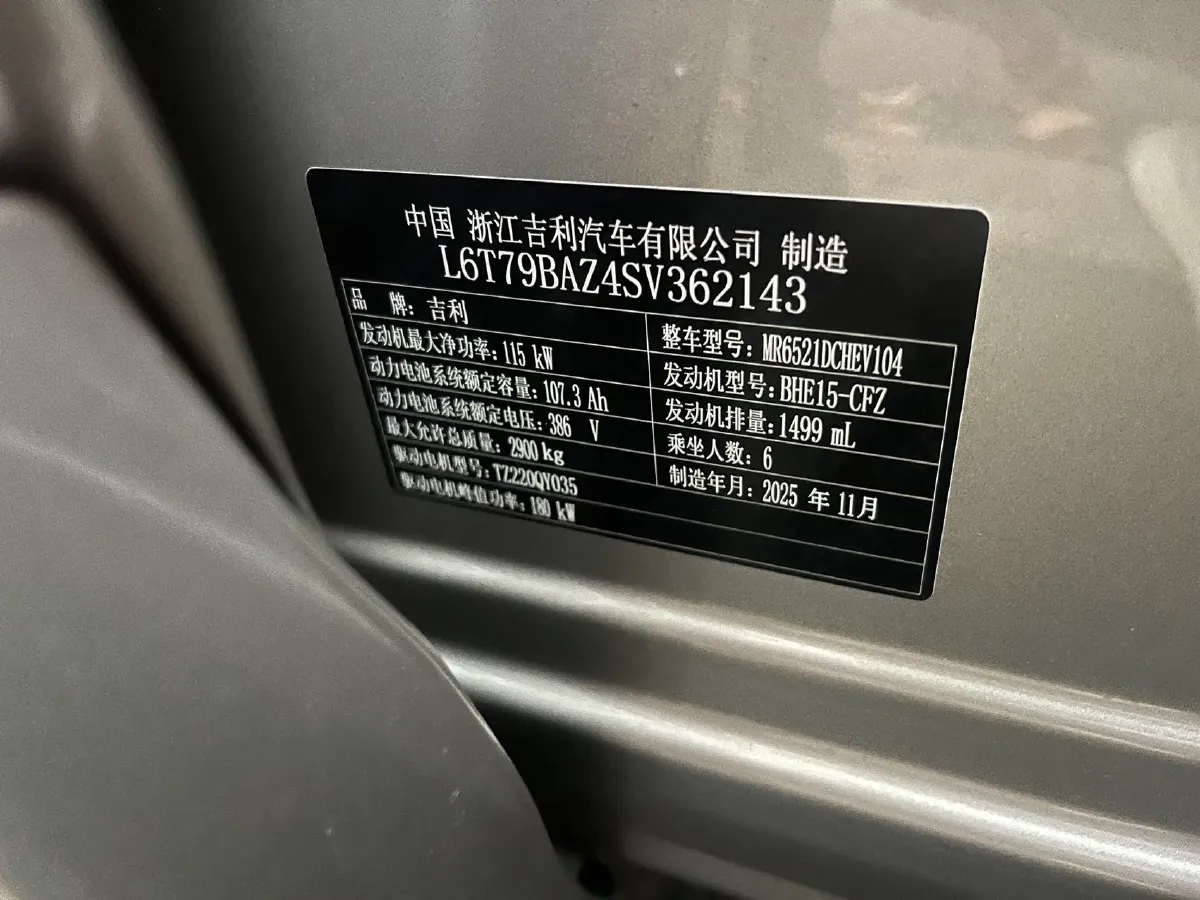 中国 浙江吉利汽车有限公司 制造
L6T79BAZ4SV362143
品 牌: 吉利
整车型号: MR6521DCHEV104
发动机最大净功率: 115 kW
发动机型号: BHE15-CFZ
动力电池系统额定容量: 107.3 Ah
发动机排量: 1499 mL
动力电池系统额定电压: 386 V
乘坐人数: 6
最大允许总质量: 2900 kg
制造年月: 2025 年 11月
驱动电机型号: TZ220QY035
驱动电机峰值功率: 180 kW